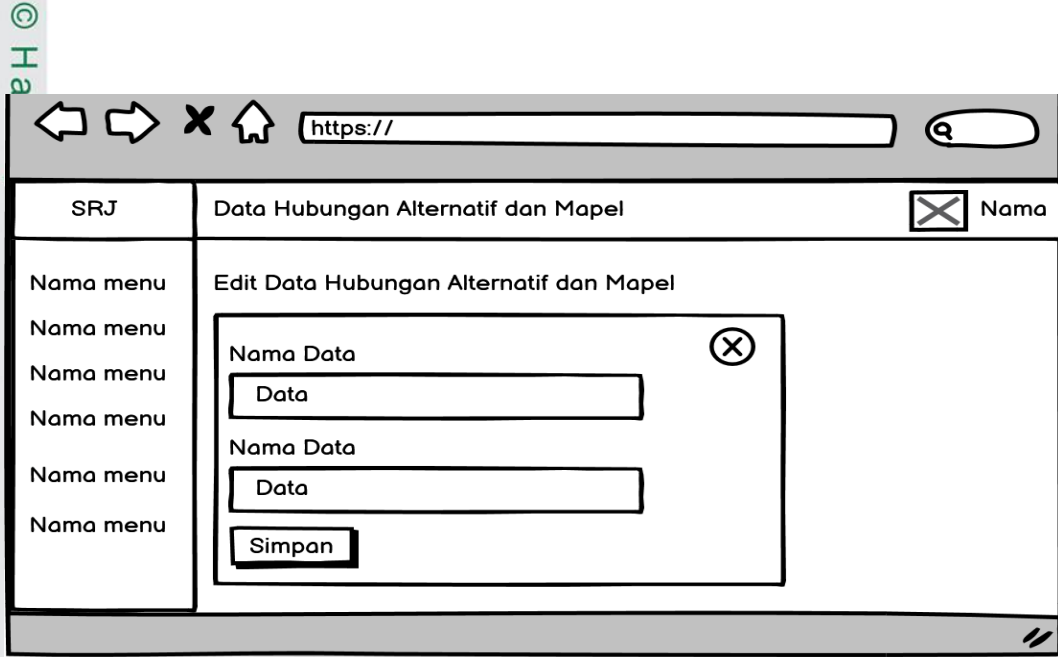 © Ha
https://
SRJ
Data Hubungan Alternatif dan Mapel
Nama
Nama menu
Nama menu
Nama menu
Nama menu
Nama menu
Nama menu
Edit Data Hubungan Alternatif dan Mapel
Nama Data
Data
Nama Data
Data
Simpan